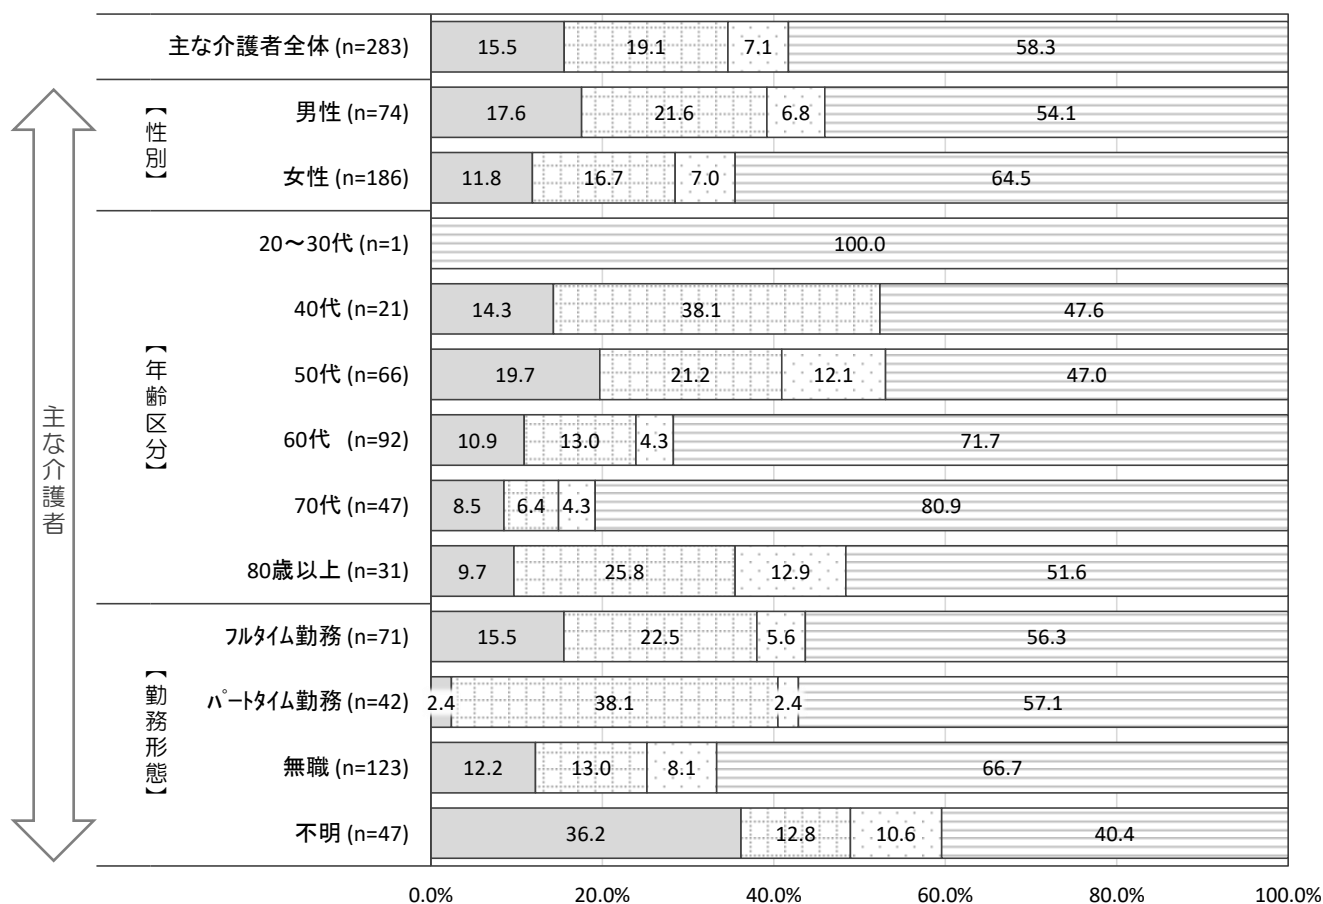 主な介護者全体 (n=283) 15.5 19.1 7.1 58.3
主な介護者
【性別】
男性 (n=74) 17.6 21.6 6.8 54.1
女性 (n=186) 11.8 16.7 7.0 64.5
【年齢区分】
20～30代 (n=1) 100.0
40代 (n=21) 14.3 38.1 47.6
50代 (n=66) 19.7 21.2 12.1 47.0
60代 (n=92) 10.9 13.0 4.3 71.7
70代 (n=47) 8.5 6.4 4.3 80.9
80歳以上 (n=31) 9.7 25.8 12.9 51.6
【勤務形態】
ﾌﾙﾀｲﾑ勤務 (n=71) 15.5 22.5 5.6 56.3
ﾊﾟｰﾄﾀｲﾑ勤務 (n=42) 2.4 38.1 2.4 57.1
無職 (n=123) 12.2 13.0 8.1 66.7
不明 (n=47) 36.2 12.8 10.6 40.4
0.0% 20.0% 40.0% 60.0% 80.0% 100.0%